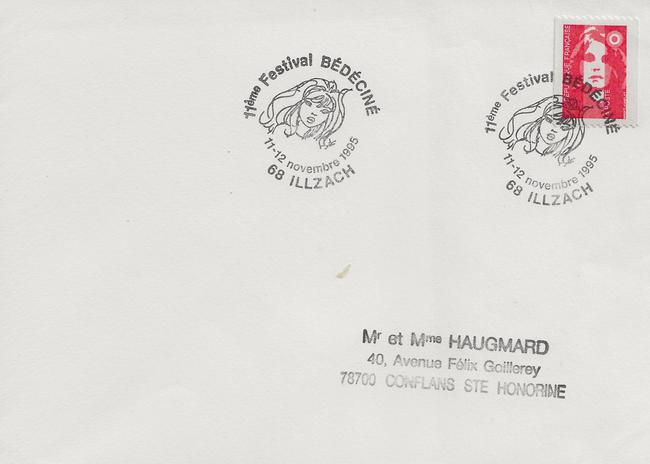 11ème Festival BÉDÉCINÉ
11-12 novembre 1995
68 ILLZACH
RÉPUBLIQUE FRANÇAISE
11ème Festival BÉDÉCINÉ
11-12 novembre 1995
68 ILLZACH
Mr et Mme HAUGMARD
40, Avenue Félix Goillerey
78700 CONFLANS STE HONORINE